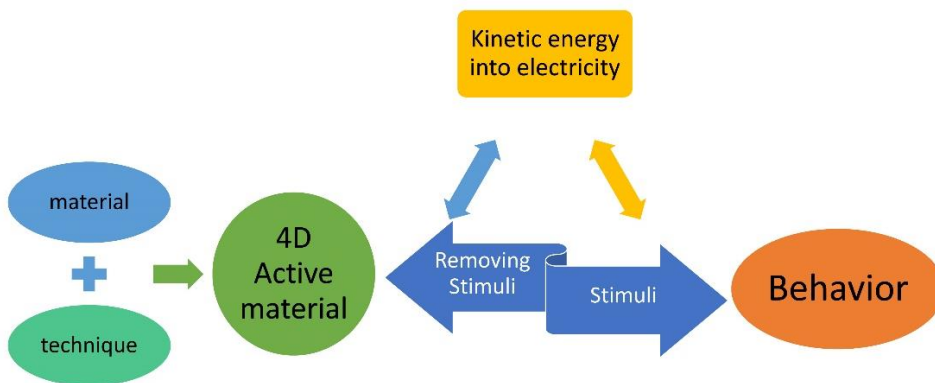 Kinetic energy
into electricity
material
technique
4D
Active
material
Removing
Stimuli
Stimuli
Behavior